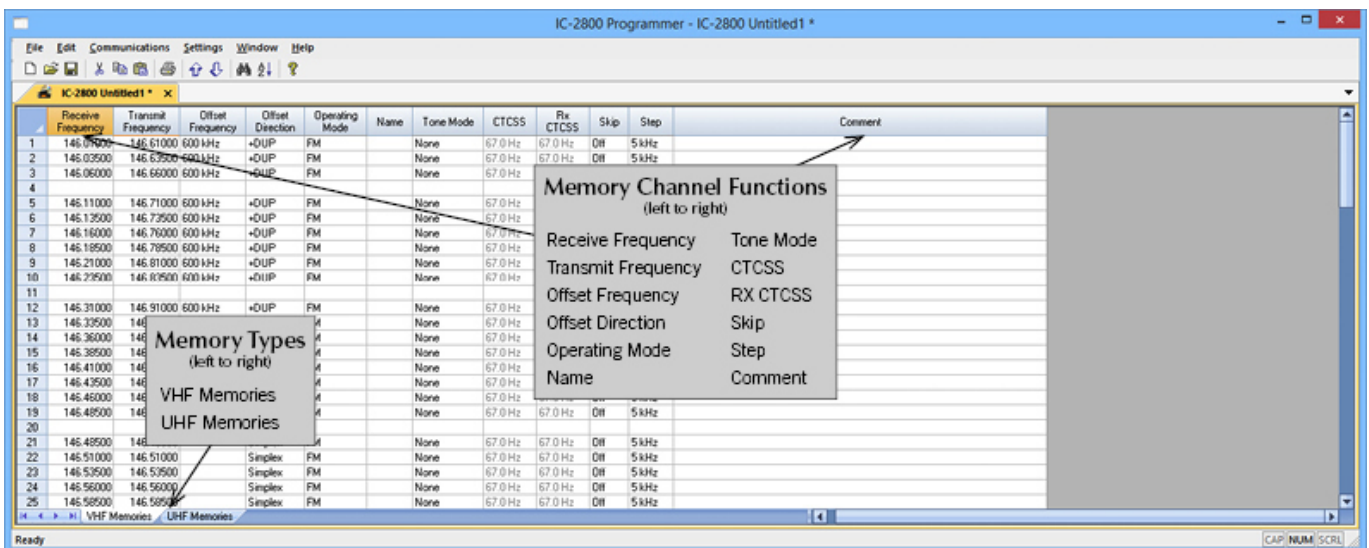 IC-2800 Programmer - IC-2800 Untitled1 *
File Edit Communications Settings Window Help
IC-2800 Untitled1 *
Receive Frequency Transmit Frequency Offset Frequency Offset Direction Operating Mode Name Tone Mode CTCSS Rx CTCSS Skip Step Comment
1 146.01000 146.61000 600 kHz +DUP FM None 67.0 Hz 67.0 Hz Off 5 kHz
2 146.03500 146.63500 600 kHz +DUP FM None 67.0 Hz 67.0 Hz Off 5 kHz
3 146.06000 146.66000 600 kHz +DUP FM None 67.0 Hz
4
5 146.11000 146.71000 600 kHz +DUP FM None 67.0 Hz
6 146.13500 146.73500 600 kHz +DUP FM None 67.0 Hz
7 146.16000 146.76000 600 kHz +DUP FM None 67.0 Hz
8 146.18500 146.78500 600 kHz +DUP FM None 67.0 Hz
9 146.21000 146.81000 600 kHz +DUP FM None 67.0 Hz
10 146.23500 146.83500 600 kHz +DUP FM None 67.0 Hz
11
12 146.31000 146.91000 600 kHz +DUP FM None 67.0 Hz
13 146.33500 None 67.0 Hz
14 146.36000 None 67.0 Hz
15 146.38500 None 67.0 Hz
16 146.41000 None 67.0 Hz
17 146.43500 None 67.0 Hz
18 146.46000 None 67.0 Hz
19 146.48500 None 67.0 Hz 67.0 Hz Off 5 kHz
20
21 146.48500 None 67.0 Hz 67.0 Hz Off 5 kHz
22 146.51000 146.51000 Simplex FM None 67.0 Hz 67.0 Hz Off 5 kHz
23 146.53500 146.53500 Simplex FM None 67.0 Hz 67.0 Hz Off 5 kHz
24 146.56000 146.56000 Simplex FM None 67.0 Hz 67.0 Hz Off 5 kHz
25 146.58500 146.58500 Simplex FM None 67.0 Hz 67.0 Hz Off 5 kHz
Memory Types
(left to right)
VHF Memories
UHF Memories
Memory Channel Functions
(left to right)
Receive Frequency Tone Mode
Transmit Frequency CTCSS
Offset Frequency RX CTCSS
Offset Direction Skip
Operating Mode Step
Name Comment
VHF Memories UHF Memories
Ready CAP NUM SCRL